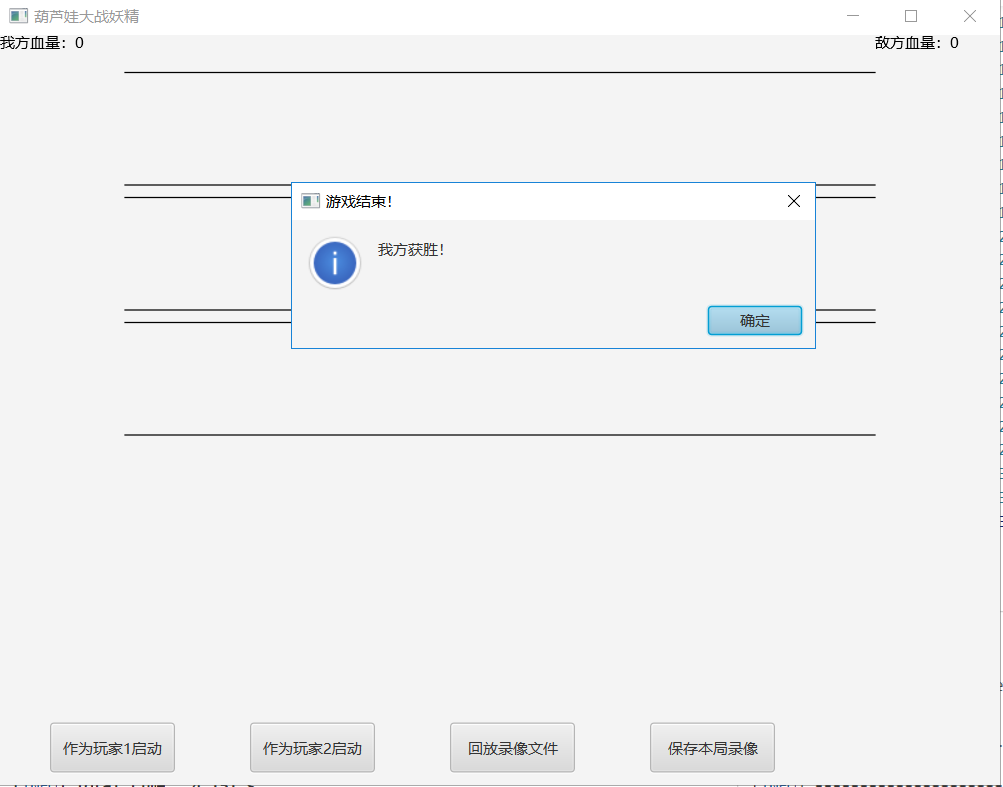 葫芦娃大战妖精
我方血量：0
敌方血量：0
游戏结束！
我方获胜！
确定
作为玩家1启动
作为玩家2启动
回放录像文件
保存本局录像